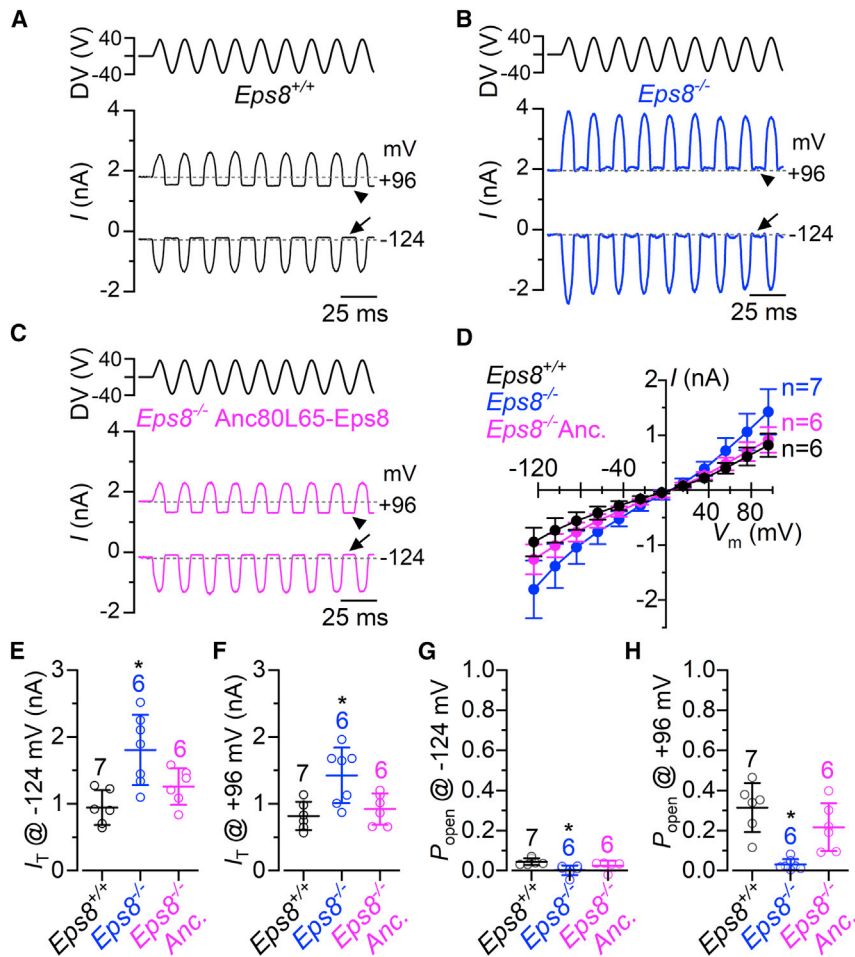 A
DV (V)
40
-40
Eps8+/+
I (nA)
4
2
0
-2
mV
+96
-124
25 ms
B
DV (V)
40
-40
Eps8-/-
I (nA)
4
2
0
-2
mV
+96
-124
25 ms
C
DV (V)
40
-40
Eps8-/- Anc80L65-Eps8
I (nA)
4
2
0
-2
mV
+96
-124
25 ms
D
Eps8+/+
Eps8-/-
Eps8-/- Anc.
I (nA)
2
1
-1
-2
n=7
n=6
n=6
-120
-40
40
80
Vm (mV)
E
IT @ -124 mV (nA)
3
2
1
0
7
*
6
6
Eps8+/+
Eps8-/-
Eps8-/-
Anc.
F
IT @ +96 mV (nA)
3
2
1
0
7
*
6
6
Eps8+/+
Eps8-/-
Eps8-/-
Anc.
G
Popen @ -124 mV
1.0
0.8
0.6
0.4
0.2
0.0
7
*
6
6
Eps8+/+
Eps8-/-
Eps8-/-
Anc.
H
Popen @ +96 mV
1.0
0.8
0.6
0.4
0.2
0.0
7
*
6
6
Eps8+/+
Eps8-/-
Eps8-/-
Anc.